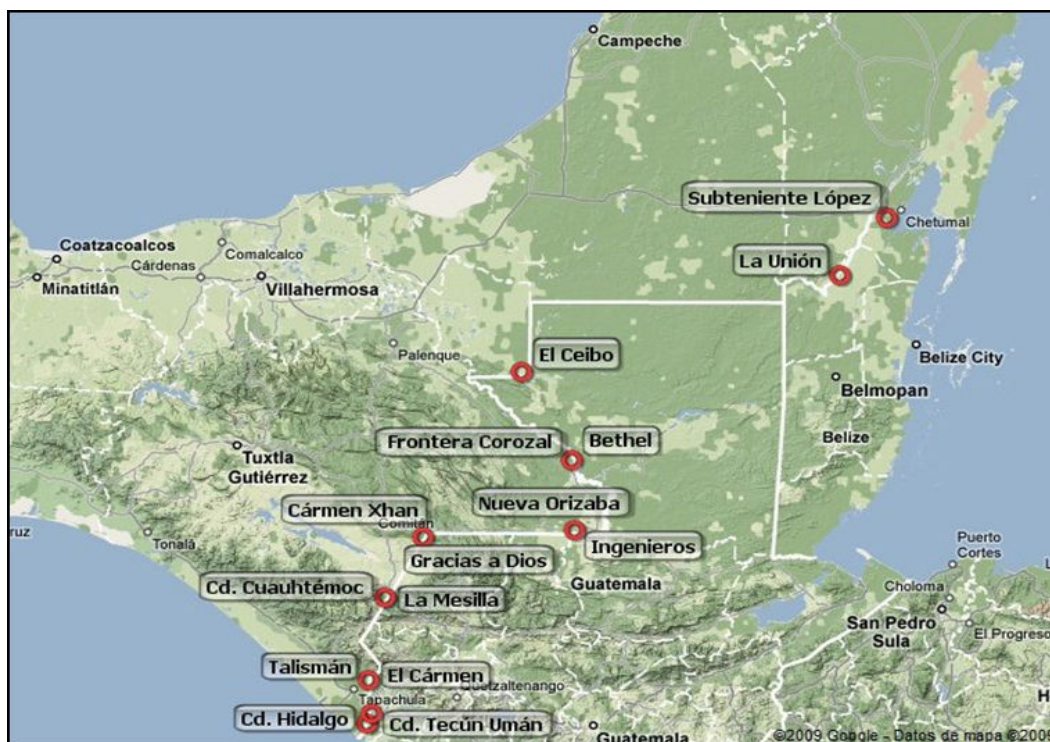 Campeche
Subteniente López
Chetumal
Coatzacoalcos
Comalcalco
La Unión
Cárdenas
Minatitlán
Villahermosa
El Ceibo
Palenque
Belize City
Belmopan
Frontera Corozal
Bethel
Belize
Tuxtla
Gutiérrez
Nueva Orizaba
Cármen Xhan
Comitán
ruz
Tonalá
Ingenieros
Puerto
Cortes
Gracias a Dios
Guatemala
Cd. Cuauhtémoc
La Mesilla
Choloma
San Pedro
Sula
El Progreso
Talismán
El Cármen
Quetzaltenango
Tapachula
Cd. Hidalgo
Cd. Tecún Umán
Guatemala
H
©2009 Google - Datos de mapa ©2009